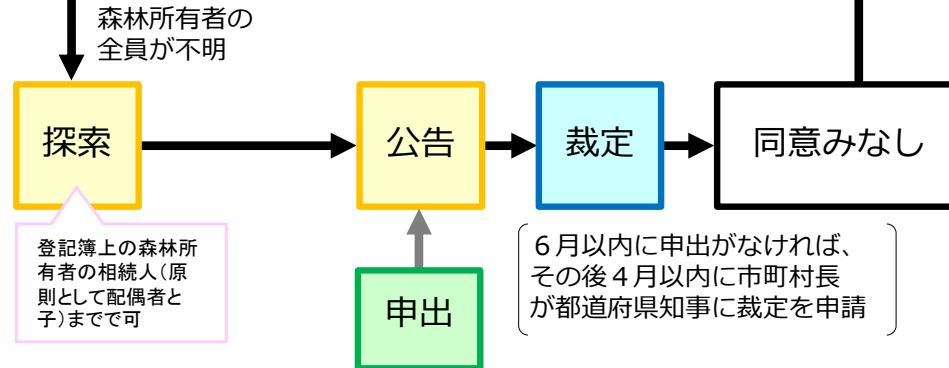 森林所有者の
全員が不明
探索
公告
裁定
同意みなし
登記簿上の森林所
有者の相続人(原
則として配偶者と
子)までで可
申出
６月以内に申出がなければ、
その後４月以内に市町村長
が都道府県知事に裁定を申請